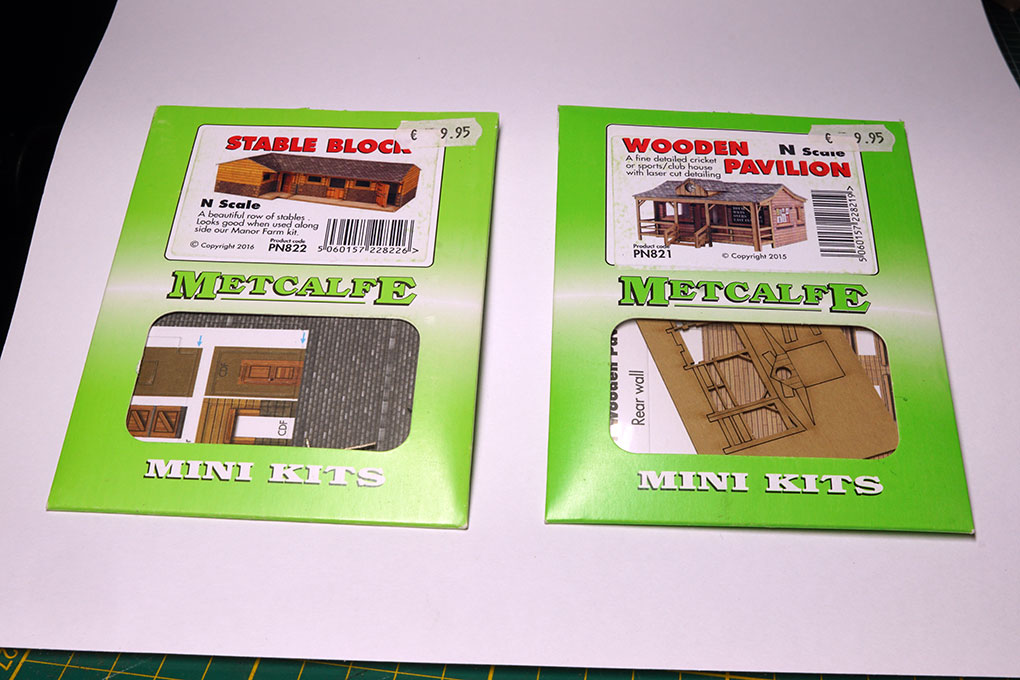 € 9.95
STABLE BLOCK
N Scale
A beautiful row of stables
Looks good when used along
side our Manor Farm kit.
© Copyright 2016
Product code
PN822
5 060157 228226 >
METCALFE
CDF
MINI KITS
€ 9.95
WOODEN
N Scale
A fine detailed cricket
or sports/club house
with laser cut detailing
PAVILION
Product code
PN821
© Copyright 2015
5 060157 228219 >
METCALFE
Rear wall
MINI KITS